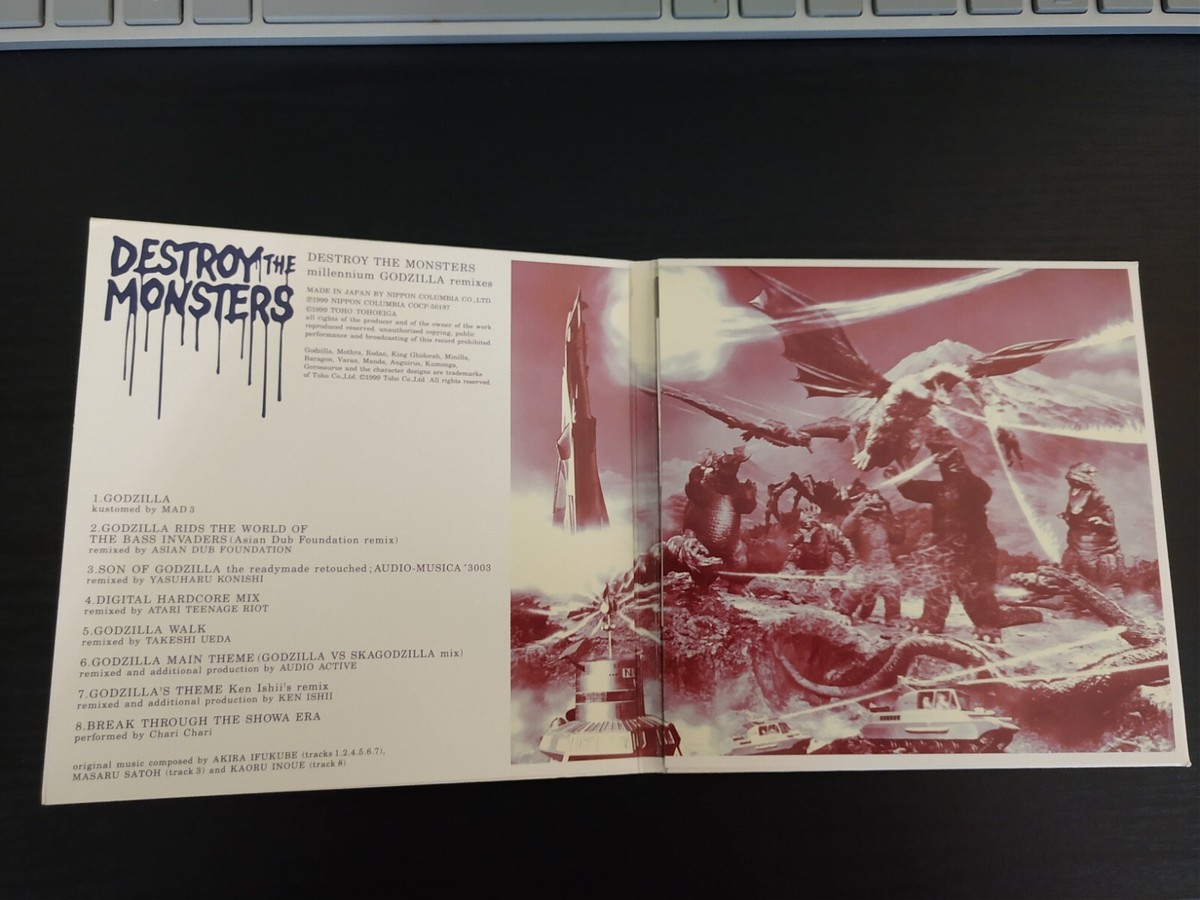 DESTROY THE
MONSTERS
DESTROY THE MONSTERS
millennium GODZILLA remixes
MADE IN JAPAN BY NIPPON COLUMBIA CO.,LTD
℗1999 NIPPON COLUMBIA COCP-50197
©1999 TOHO TOHOEIGA
all rights of the producer and of the owner of the work
reproduced reserved. unauthorized copying, public
performance and broadcasting of this record prohibited.
Godzilla, Mothra, Rodan, King Ghidorah, Minilla,
Baragon, Varan, Manda, Anguirus, Kumonga,
Gorosaurus and the character designs are trademarks
of Toho Co.,Ltd. ©1999 Toho Co.,Ltd. All rights reserved.
1.GODZILLA
kustomed by MAD 3
2.GODZILLA RIDS THE WORLD OF
THE BASS INVADERS (Asian Dub Foundation remix)
remixed by ASIAN DUB FOUNDATION
3.SON OF GODZILLA the readymade retouched;AUDIO-MUSICA '3003
remixed by YASUHARU KONISHI
4.DIGITAL HARDCORE MIX
remixed by ATARI TEENAGE RIOT
5.GODZILLA WALK
remixed by TAKESHI UEDA
6.GODZILLA MAIN THEME (GODZILLA VS SKAGODZILLA mix)
remixed and additional production by AUDIO ACTIVE
7.GODZILLA'S THEME Ken Ishii's remix
remixed and additional production by KEN ISHII
8.BREAK THROUGH THE SHOWA ERA
performed by Chari Chari
original music composed by AKIRA IFUKUBE (tracks 1.2.4.5.6.7),
MASARU SATOH (track 3) and KAORU INOUE (track 8)
N